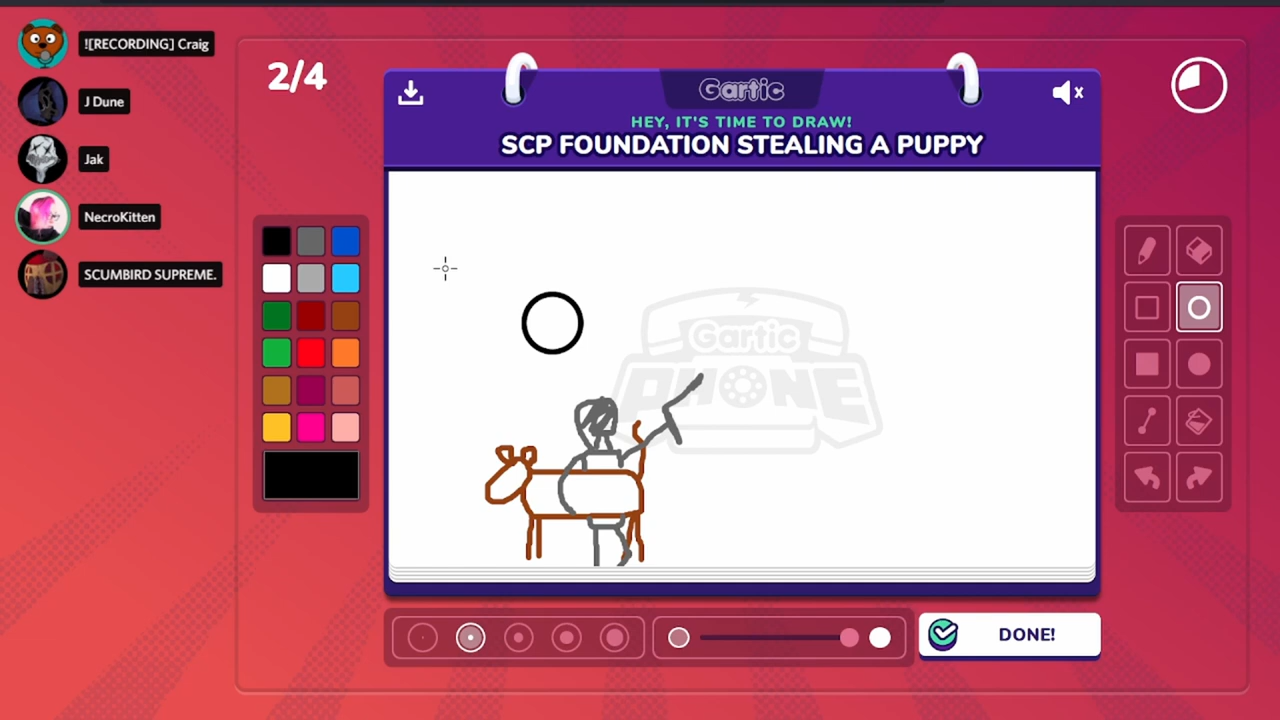 ![RECORDING] Craig
J Dune
Jak
NecroKitten
SCUMBIRD SUPREME.
2/4
Gartic
HEY, IT'S TIME TO DRAW!
SCP FOUNDATION STEALING A PUPPY
Gartic
PHONE
DONE!